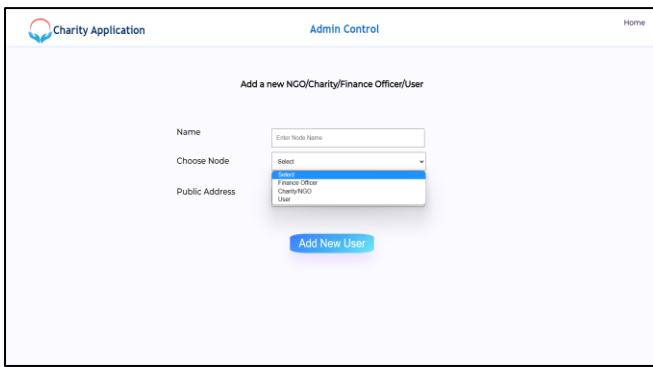 Charity Application
Admin Control
Home
Add a new NGO/Charity/Finance Officer/User
Name
Enter Node Name
Choose Node
Select
Select
Finance Officer
Charity/NGO
User
Public Address
Add New User